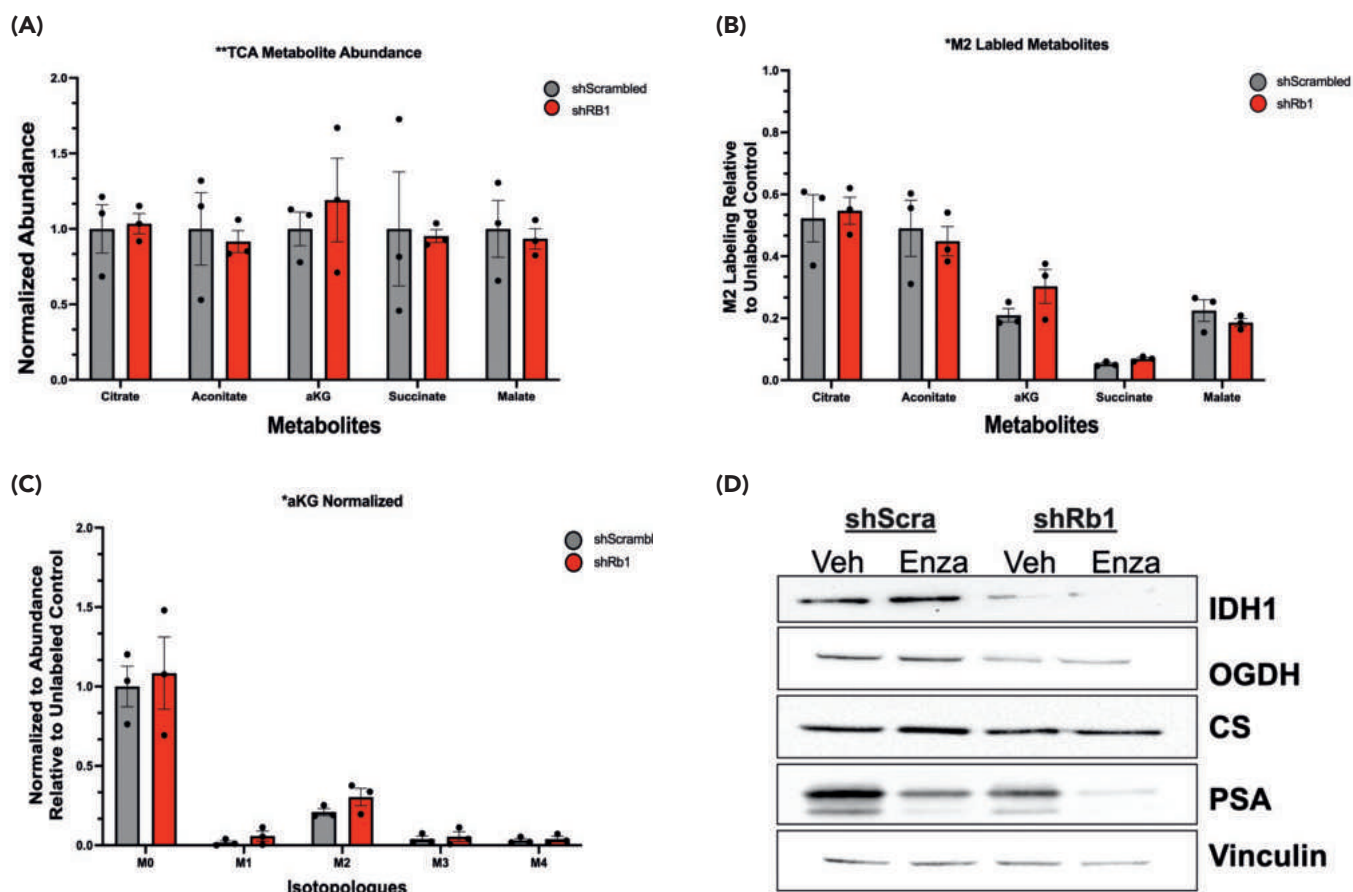 (A)
**TCA Metabolite Abundance
Normalized Abundance
2.0
1.5
1.0
0.5
0.0
Citrate
Aconitate
aKG
Succinate
Malate
Metabolites
shScrambled
shRB1
(B)
*M2 Labled Metabolites
M2 Labeling Relative
to Unlabeled Control
1.0
0.8
0.6
0.4
0.2
0.0
Citrate
Aconitate
aKG
Succinate
Malate
Metabolites
shScrambled
shRb1
(C)
*aKG Normalized
Normalized to Abundance
Relative to Unlabeled Control
2.0
1.5
1.0
0.5
0.0
M0
M1
M2
M3
M4
Isotopologues
shScrambl
shRb1
(D)
shScra shRb1
Veh Enza Veh Enza
IDH1
OGDH
CS
PSA
Vinculin